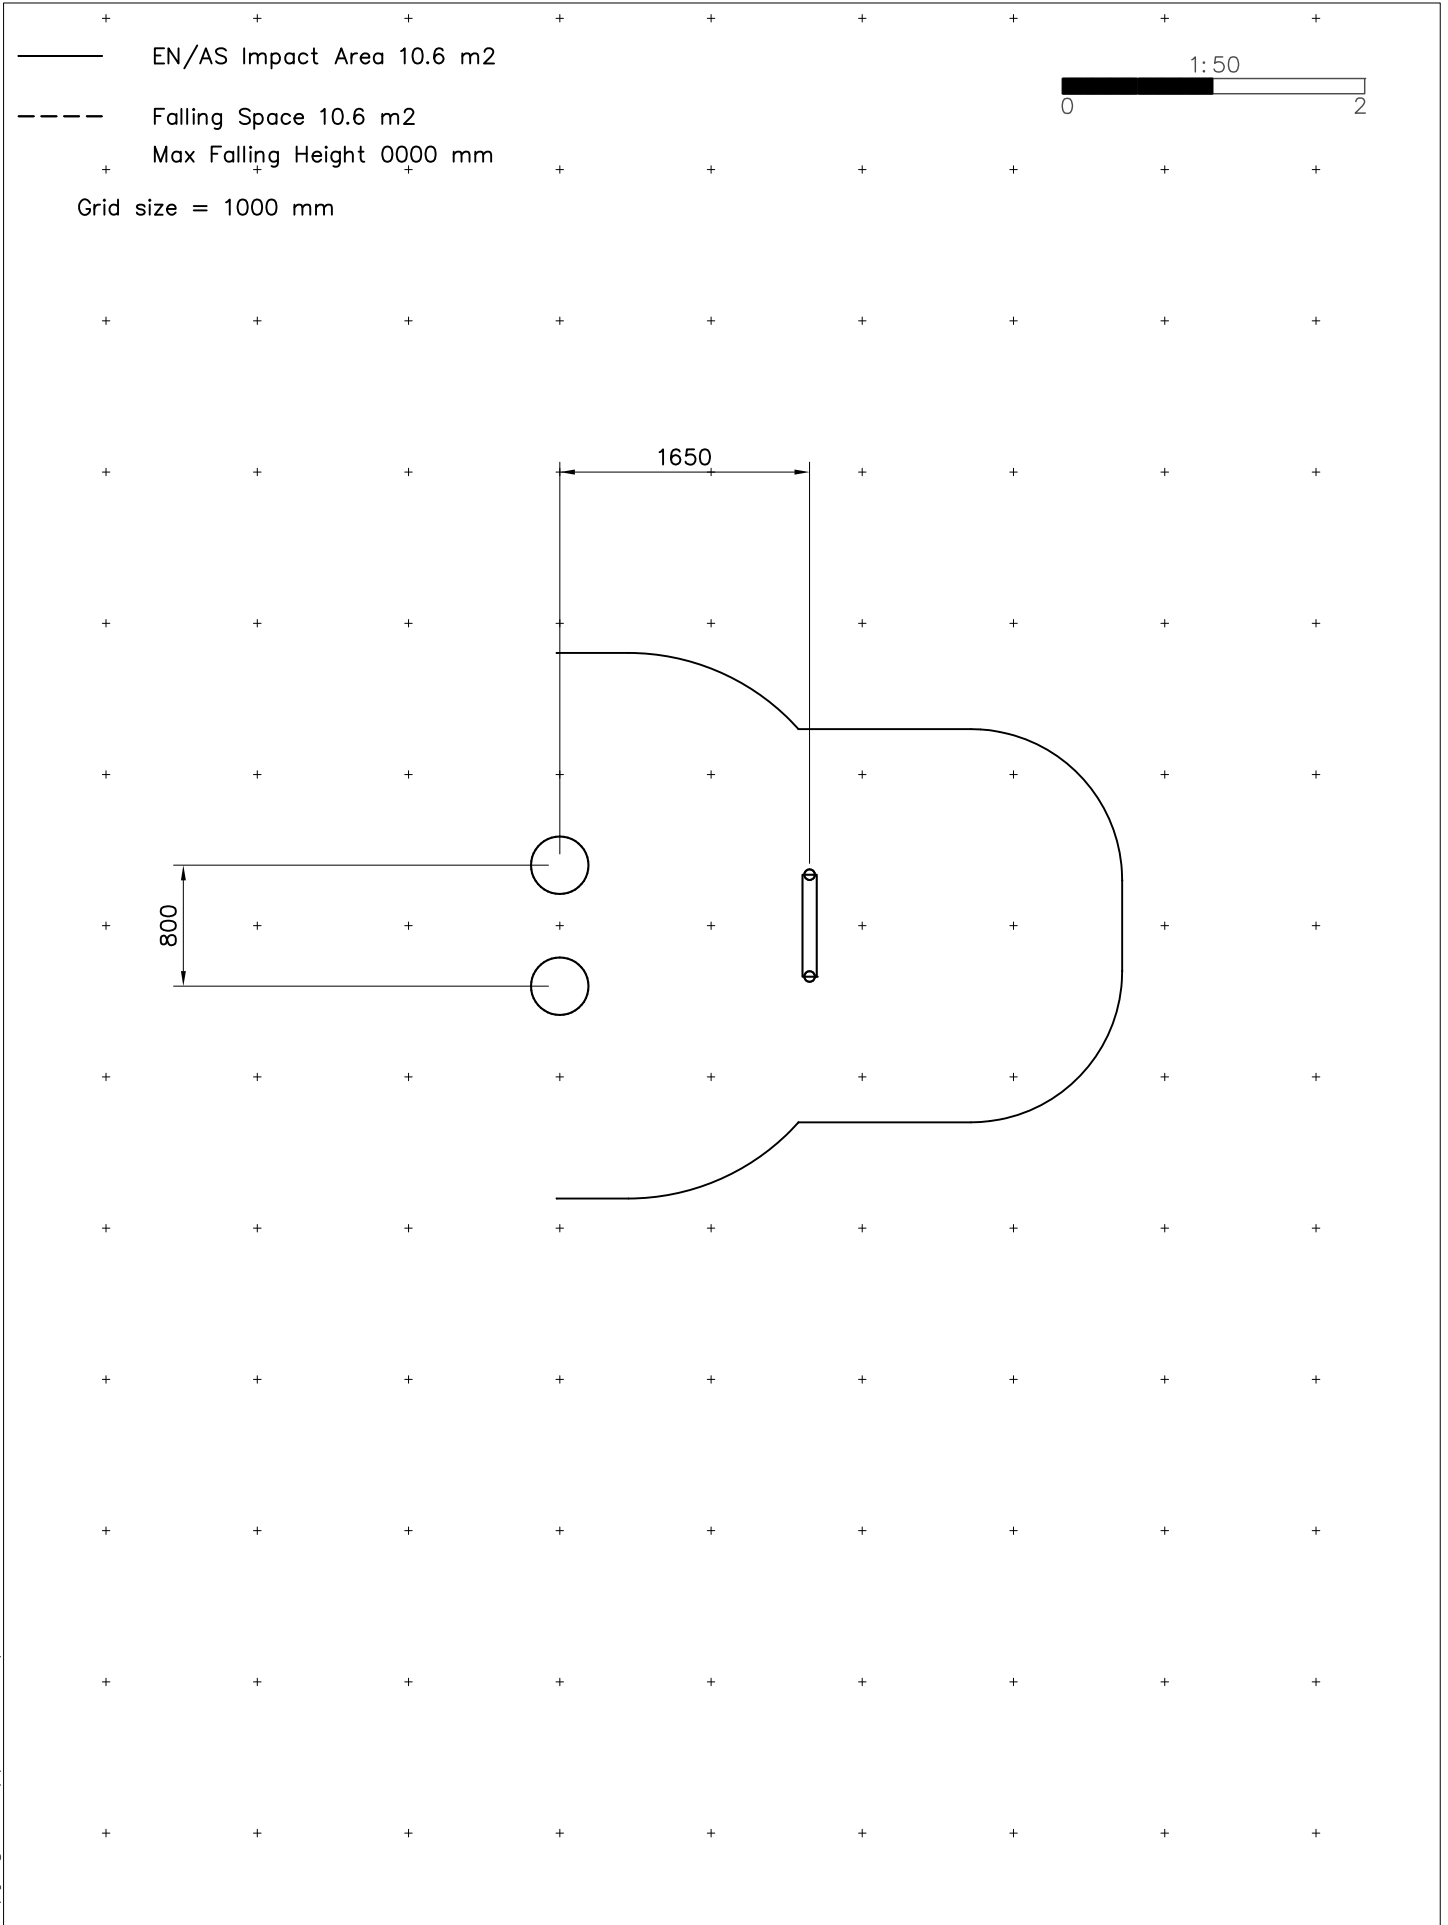 EN/AS Impact Area 10.6 m2
1:50
0 2
Falling Space 10.6 m2
Max Falling Height 0000 mm
Grid size = 1000 mm
1650
800